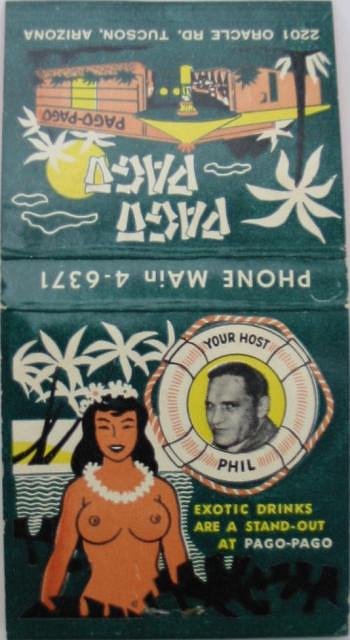 2201 ORACLE RD. TUCSON, ARIZONA
PAGO-PAGO
PAGO
PAGO
PHONE MAin 4-6371
YOUR HOST
PHIL
EXOTIC DRINKS
ARE A STAND-OUT
AT PAGO-PAGO